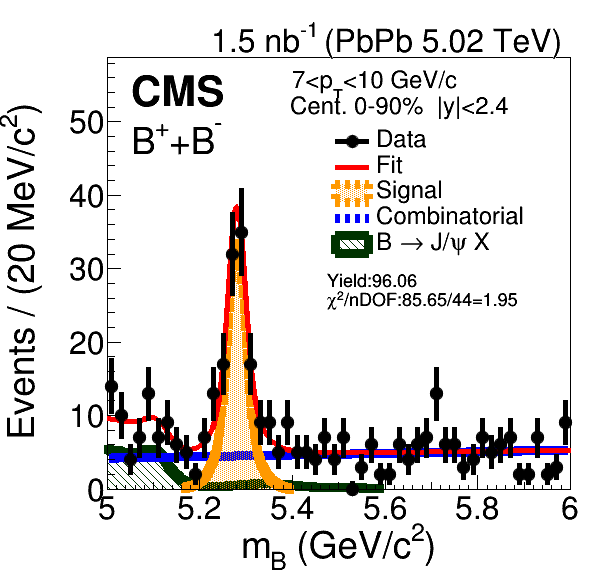 1.5 nb⁻¹ (PbPb 5.02 TeV)
CMS
7<p_T<10 GeV/c
Cent. 0-90% |y|<2.4
B⁺+B⁻
Data
Fit
Signal
Combinatorial
B → J/ψ X
Yield:96.06
χ²/nDOF:85.65/44=1.95
Events / (20 MeV/c²)
50
40
30
20
10
0
5 5.2 5.4 5.6 5.8 6
m_B (GeV/c²)